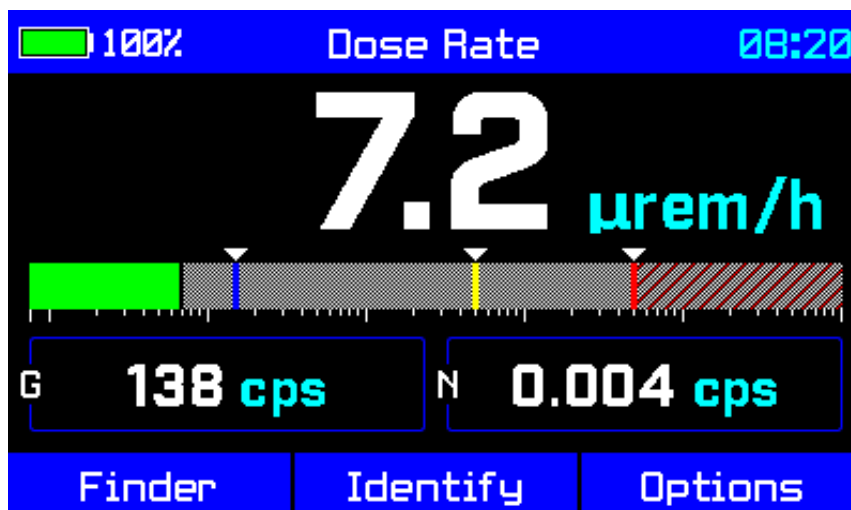 100% Dose Rate 08:20
7.2 µrem/h
G 138 cps N 0.004 cps
Finder Identify Options